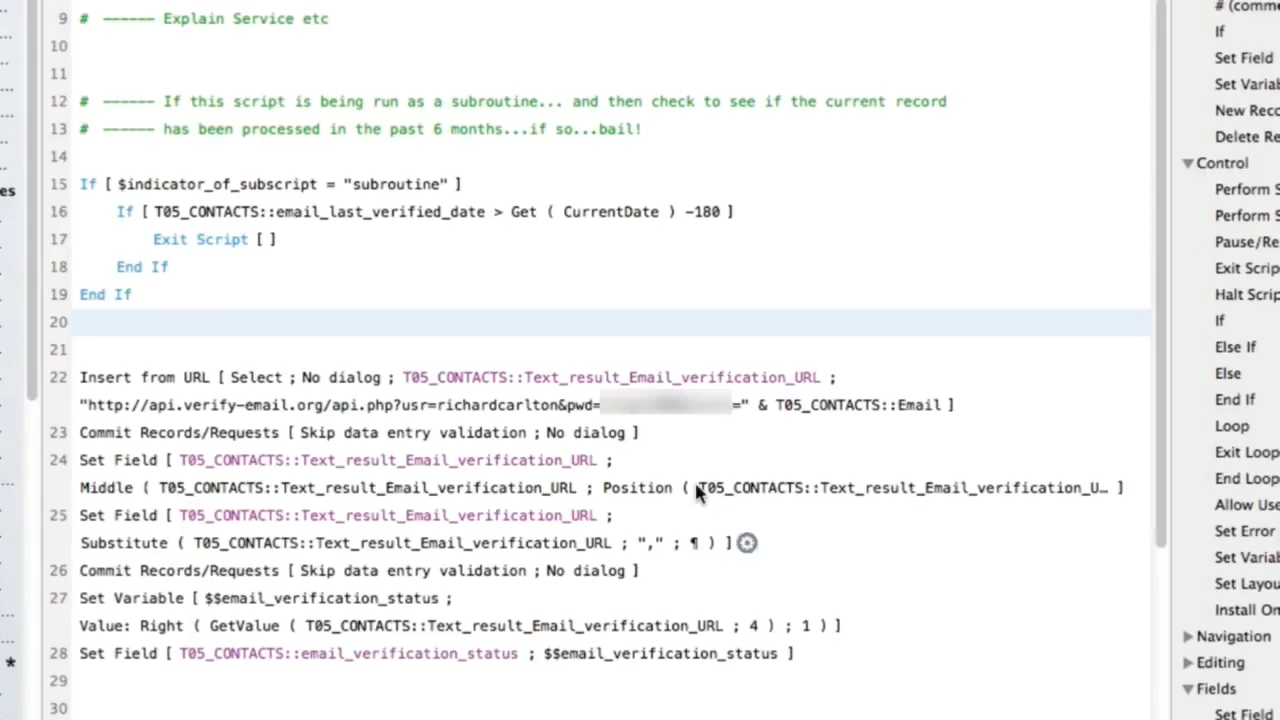 9 #  —————— Explain Service etc
10
11
12 #  —————— If this script is being run as a subroutine... and then check to see if the current record
13 #  —————— has been processed in the past 6 months...if so...bail!
14
15 If [ $indicator_of_subscript = "subroutine" ]
16 If [ T05_CONTACTS::email_last_verified_date > Get ( CurrentDate ) -180 ]
17 Exit Script [ ]
18 End If
19 End If
20
21
22 Insert from URL [ Select ; No dialog ; T05_CONTACTS::Text_result_Email_verification_URL ;
"http://api.verify-email.org/api.php?usr=richardcarlton&pwd= =" & T05_CONTACTS::Email ]
23 Commit Records/Requests [ Skip data entry validation ; No dialog ]
24 Set Field [ T05_CONTACTS::Text_result_Email_verification_URL ;
Middle ( T05_CONTACTS::Text_result_Email_verification_URL ; Position ( T05_CONTACTS::Text_result_Email_verification_U… ]
25 Set Field [ T05_CONTACTS::Text_result_Email_verification_URL ;
Substitute ( T05_CONTACTS::Text_result_Email_verification_URL ; "," ; ¶ ) ]
26 Commit Records/Requests [ Skip data entry validation ; No dialog ]
27 Set Variable [ $$email_verification_status ;
Value: Right ( GetValue ( T05_CONTACTS::Text_result_Email_verification_URL ; 4 ) ; 1 ) ]
28 Set Field [ T05_CONTACTS::email_verification_status ; $$email_verification_status ]
29
30
es
*
# (comme
If
Set Field
Set Variab
New Reco
Delete Re
Control
Perform S
Perform S
Pause/Re
Exit Scrip
Halt Scrip
If
Else If
Else
End If
Loop
Exit Loop
End Loop
Allow Use
Set Error
Set Variab
Set Layou
Install On
Navigation
Editing
Fields
Set Field